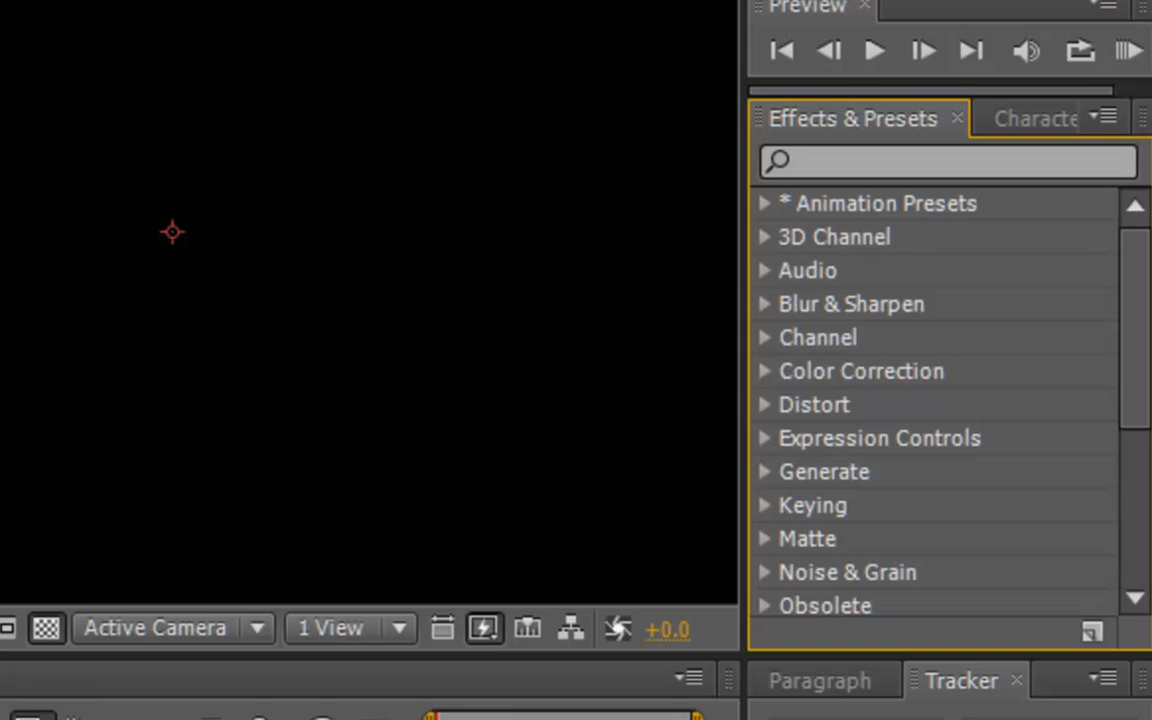 Preview
Effects & Presets
Characte
* Animation Presets
3D Channel
Audio
Blur & Sharpen
Channel
Color Correction
Distort
Expression Controls
Generate
Keying
Matte
Noise & Grain
Obsolete
Active Camera
1 View
+0.0
Paragraph
Tracker